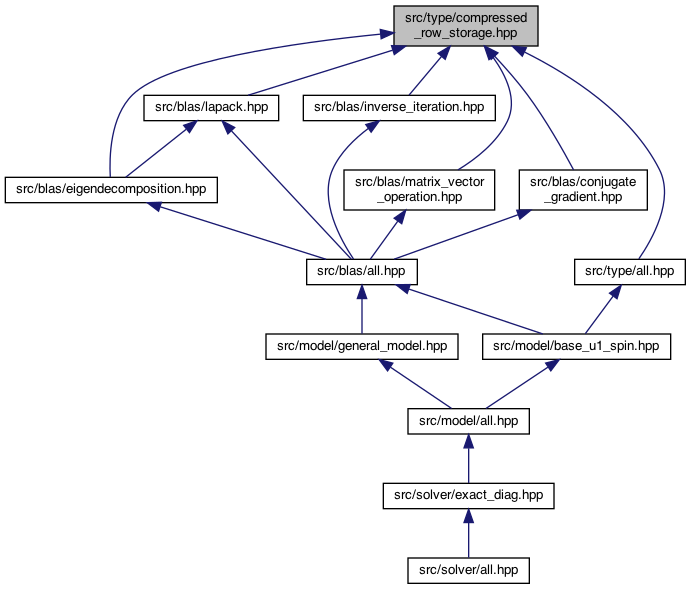 src/type/compressed
_row_storage.hpp
src/blas/lapack.hpp
src/blas/inverse_iteration.hpp
src/blas/eigendecomposition.hpp
src/blas/matrix_vector
_operation.hpp
src/blas/conjugate
_gradient.hpp
src/blas/all.hpp
src/type/all.hpp
src/model/general_model.hpp
src/model/base_u1_spin.hpp
src/model/all.hpp
src/solver/exact_diag.hpp
src/solver/all.hpp